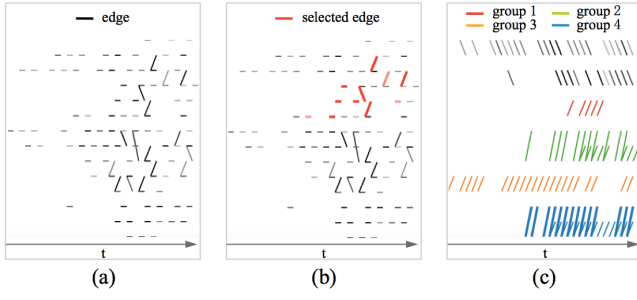 edge
selected edge
group 1 group 2
group 3 group 4
t
t
t
(a)
(b)
(c)